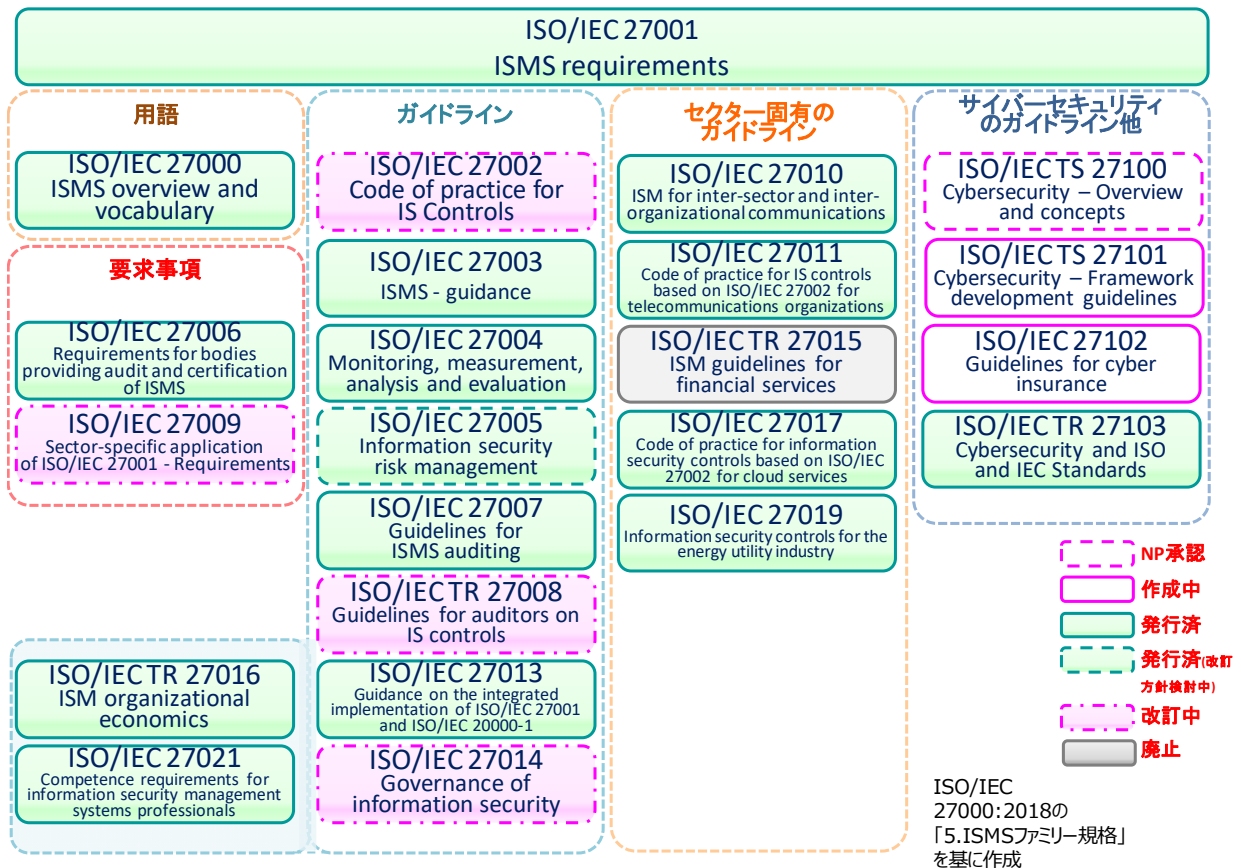 ISO/IEC 27001
ISMS requirements
用語
ISO/IEC 27000
ISMS overview and
vocabulary
要求事項
ISO/IEC 27006
Requirements for bodies
providing audit and certification
of ISMS
ISO/IEC 27009
Sector-specific application
of ISO/IEC 27001 - Requirements
ISO/IEC TR 27016
ISM organizational
economics
ISO/IEC 27021
Competence requirements for
information security management
systems professionals
ガイドライン
ISO/IEC 27002
Code of practice for
IS Controls
ISO/IEC 27003
ISMS - guidance
ISO/IEC 27004
Monitoring, measurement,
analysis and evaluation
ISO/IEC 27005
Information security
risk management
ISO/IEC 27007
Guidelines for
ISMS auditing
ISO/IEC TR 27008
Guidelines for auditors on
IS controls
ISO/IEC 27013
Guidance on the integrated
implementation of ISO/IEC 27001
and ISO/IEC 20000-1
ISO/IEC 27014
Governance of
information security
セクター固有の
ガイドライン
ISO/IEC 27010
ISM for inter-sector and inter-
organizational communications
ISO/IEC 27011
Code of practice for IS controls
based on ISO/IEC 27002 for
telecommunications organizations
ISO/IEC TR 27015
ISM guidelines for
financial services
ISO/IEC 27017
Code of practice for information
security controls based on ISO/IEC
27002 for cloud services
ISO/IEC 27019
Information security controls for the
energy utility industry
サイバーセキュリティ
のガイドライン他
ISO/IEC TS 27100
Cybersecurity – Overview
and concepts
ISO/IEC TS 27101
Cybersecurity – Framework
development guidelines
ISO/IEC 27102
Guidelines for cyber
insurance
ISO/IEC TR 27103
Cybersecurity and ISO
and IEC Standards
NP承認
作成中
発行済
発行済(改訂
方針検討中)
改訂中
廃止
ISO/IEC
27000:2018の
「5.ISMSファミリー規格」
を基に作成